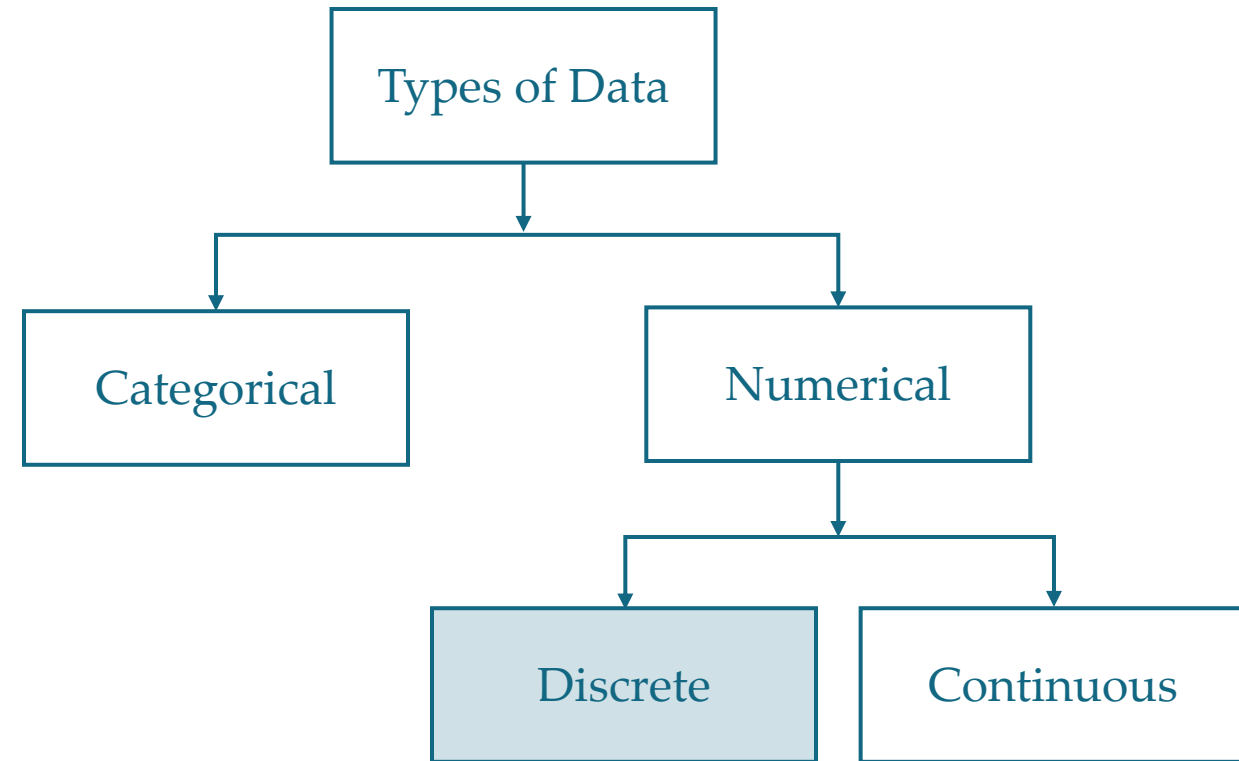 Types of Data
Categorical
Numerical
Discrete
Continuous